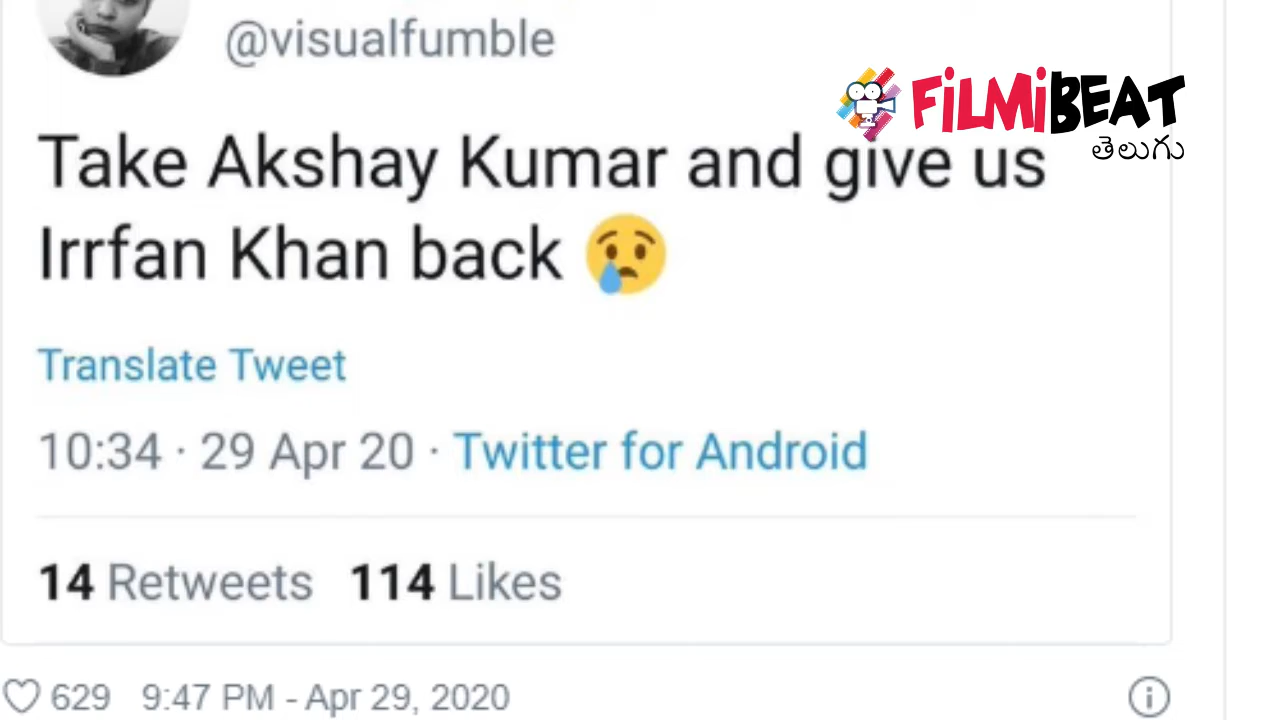 @visualfumble
FiLMiBEAT
తెలుగు
Take Akshay Kumar and give us
Irrfan Khan back 😢
Translate Tweet
10:34 · 29 Apr 20 · Twitter for Android
14 Retweets 114 Likes
629 9:47 PM - Apr 29, 2020